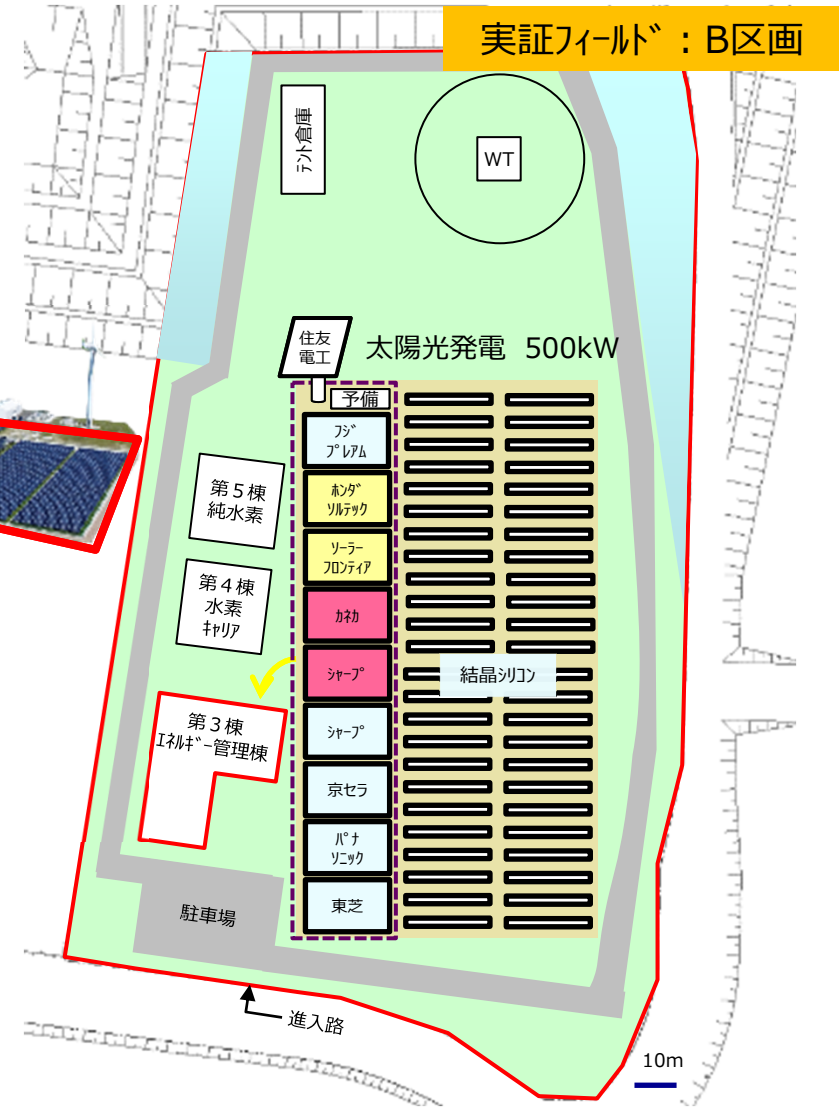 実証ﾌｨｰﾙﾄﾞ：B区画
ﾃﾝﾄ倉庫
WT
住友
電工
太陽光発電 500kW
予備
ﾌｼﾞ
ﾌﾟﾚｱﾑ
ﾎﾝﾀﾞ
ｿﾙﾃｯｸ
ｿｰﾗｰ
ﾌﾛﾝﾃｨｱ
ｶﾈｶ
ｼｬｰﾌﾟ
ｼｬｰﾌﾟ
京セラ
ﾊﾟﾅ
ｿﾆｯｸ
東芝
結晶ｼﾘｺﾝ
第５棟
純水素
第４棟
水素
ｷｬﾘｱ
第３棟
ｴﾈﾙｷﾞｰ管理棟
駐車場
進入路
10m